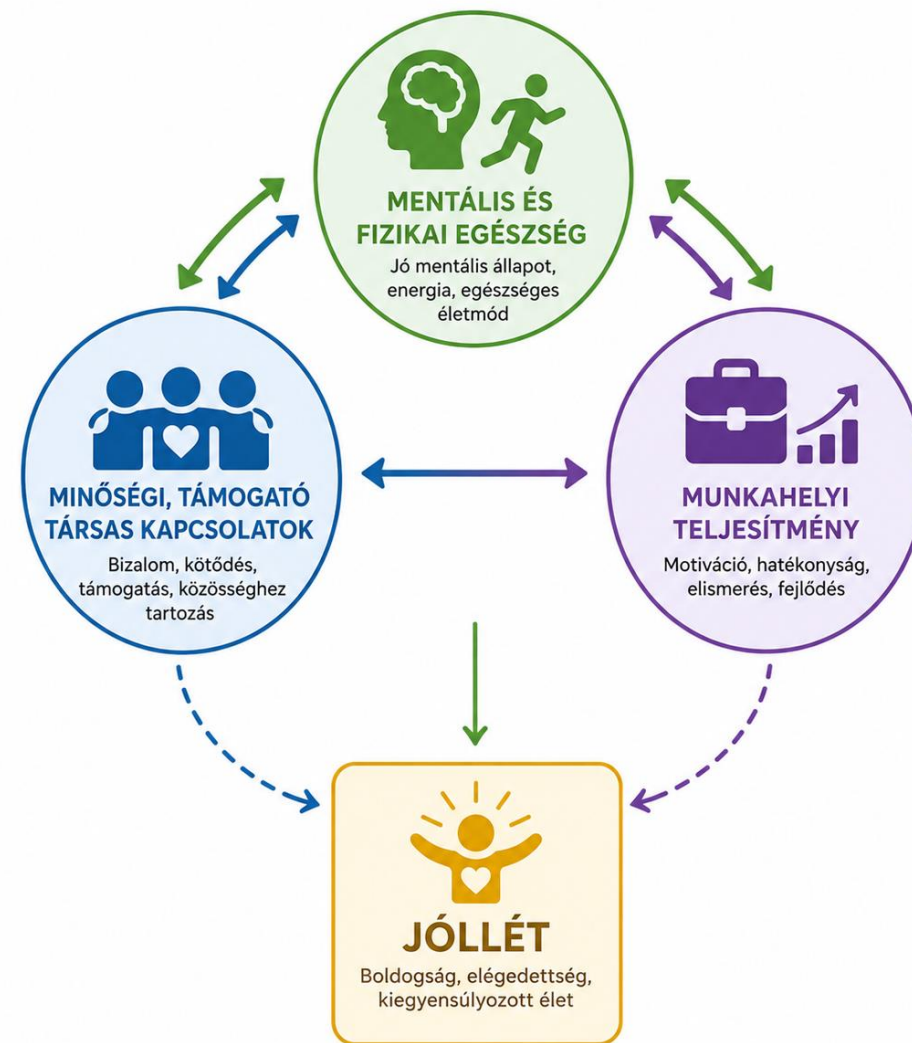 MENTÁLIS ÉS
FIZIKAI EGÉSZSÉG
Jó mentális állapot,
energia, egészséges
életmód
MINŐSÉGI, TÁMOGATÓ
TÁRSAS KAPCSOLATOK
Bizalom, kötődés,
támogatás, közösséghez
tartozás
MUNKAHELYI
TELJESÍTMÉNY
Motiváció, hatékonyság,
elismerés, fejlődés
JÓLLÉT
Boldogság, elégedettség,
kiegyensúlyozott élet